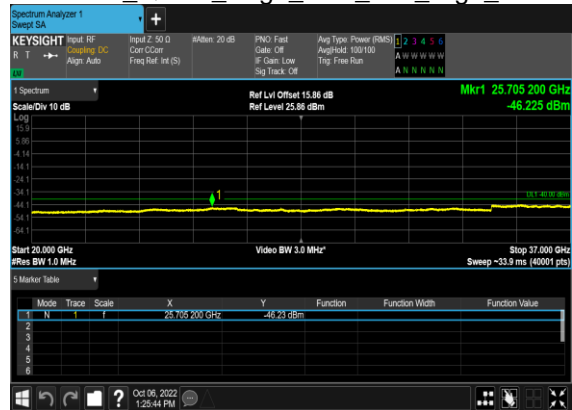 Spectrum Analyzer 1
Swept SA
KEYSIGHT Input: RF Input Z: 50 Ω #Atten: 20 dB PNO: Fast Avg Type: Power (RMS) 1 2 3 4 5 6
R T Coupling: DC Corr CCorr Gate: Off Avg|Hold: 100/100 A W W W W W
Align: Auto Freq Ref: Int (S) IF Gain: Low Trig: Free Run
LW Sig Track: Off A N N N N N
1 Spectrum Ref Lvl Offset 15.86 dB Mkr1 25.705 200 GHz
Scale/Div 10 dB Ref Level 25.86 dBm -46.225 dBm
Log
15.9
5.86
-4.14
-14.1
-24.1
-34.1 1 DL1 -40.00 dBm
-44.1
-54.1
-64.1
Start 20.000 GHz Video BW 3.0 MHz* Stop 37.000 GHz
#Res BW 1.0 MHz Sweep ~33.9 ms (40001 pts)
5 Marker Table
Mode Trace Scale X Y Function Function Width Function Value
1 N 1 f 25.705 200 GHz -46.23 dBm
2
3
4
5
6
? Oct 06, 2022
1:25:44 PM